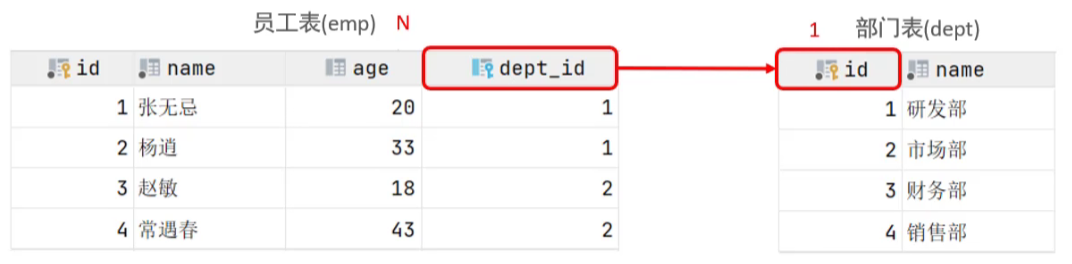 员工表(emp) N 1 部门表(dept)
id name age dept_id id name
1 张无忌 20 1 1 研发部
2 杨逍 33 1 2 市场部
3 赵敏 18 2 3 财务部
4 常遇春 43 2 4 销售部